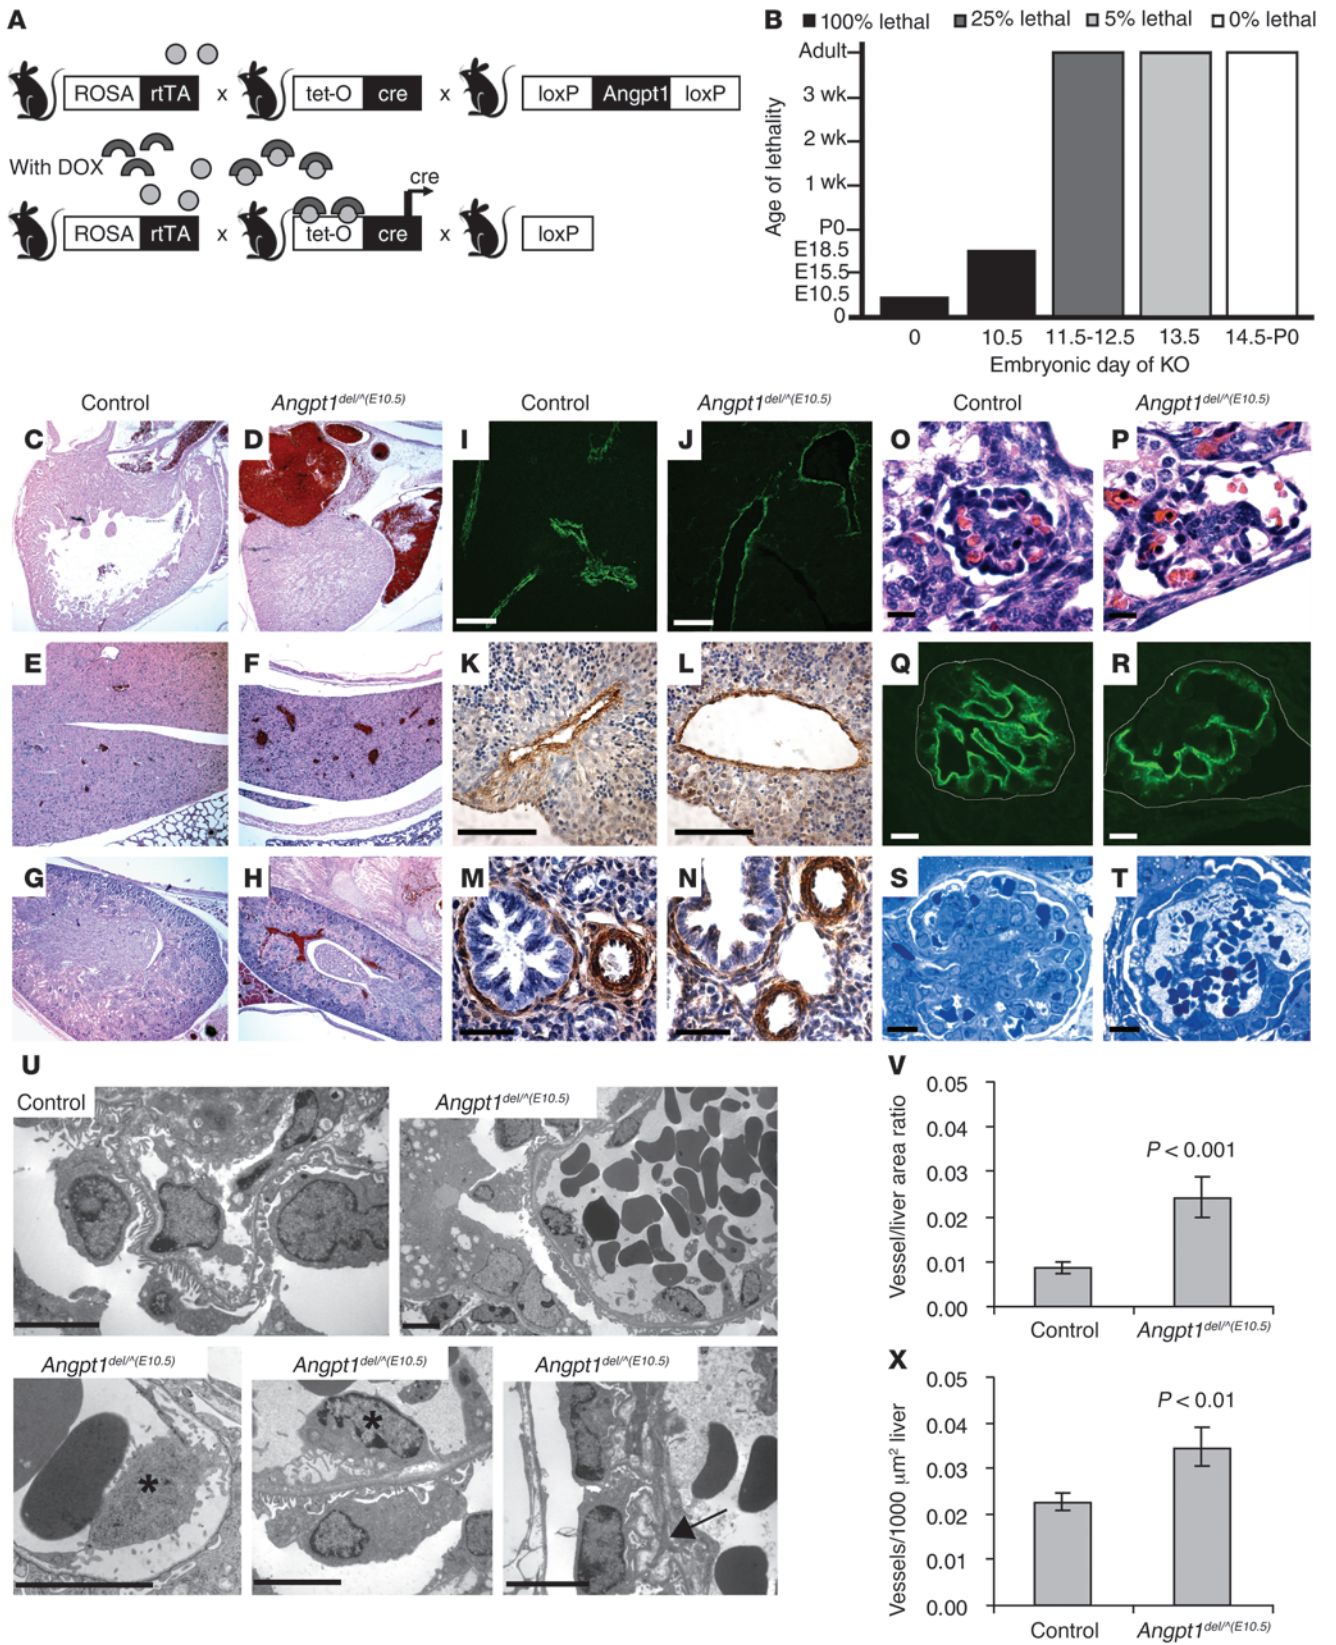 A
ROSA rtTA x tet-O cre x loxP Angpt1 loxP
With DOX
cre
ROSA rtTA x tet-O cre x loxP
B
100% lethal 25% lethal 5% lethal 0% lethal
Age of lethality
Adult
3 wk
2 wk
1 wk
P0
E18.5
E15.5
E10.5
0
0 10.5 11.5-12.5 13.5 14.5-P0
Embryonic day of KO
Control Angpt1del/^(E10.5) Control Angpt1del/^(E10.5) Control Angpt1del/^(E10.5)
C D I J O P
E F K L Q R
G H M N S T
U
Control Angpt1del/^(E10.5)
Angpt1del/^(E10.5) Angpt1del/^(E10.5) Angpt1del/^(E10.5)
*
*
V
Vessel/liver area ratio
0.05
0.04
0.03
0.02
0.01
0.00
P < 0.001
Control Angpt1del/^(E10.5)
X
Vessels/1000 μm² liver
0.05
0.04
0.03
0.02
0.01
0.00
P < 0.01
Control Angpt1del/^(E10.5)